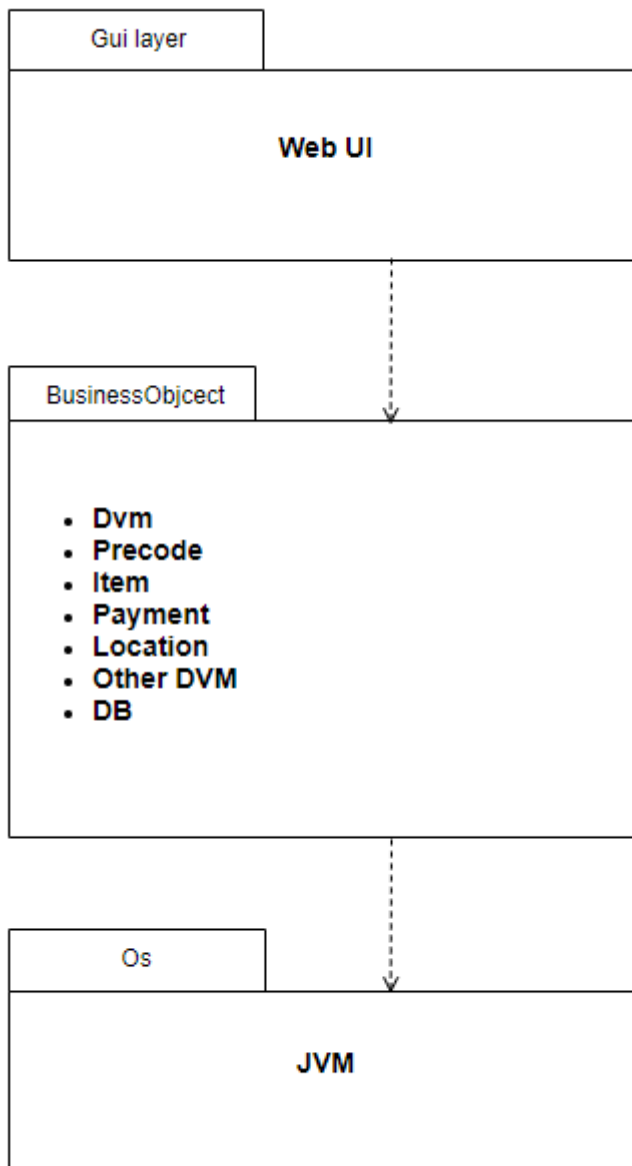 Gui layer
Web UI
BusinessObjcect
Dvm
Precode
Item
Payment
Location
Other DVM
DB
Os
JVM